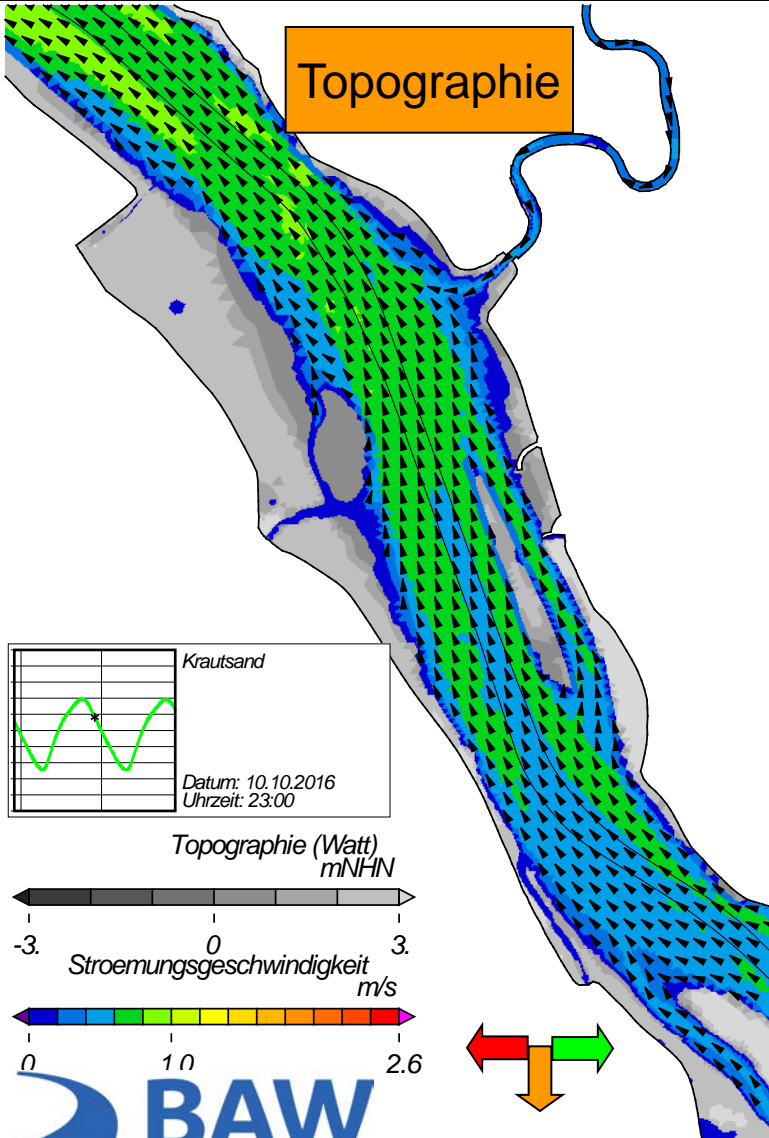 Topographie
Krautsand
Datum: 10.10.2016
Uhrzeit: 23:00
Topographie (Watt)
mNHN
-3. 0 3.
Stroemungsgeschwindigkeit
m/s
0 1.0 2.6
BAW